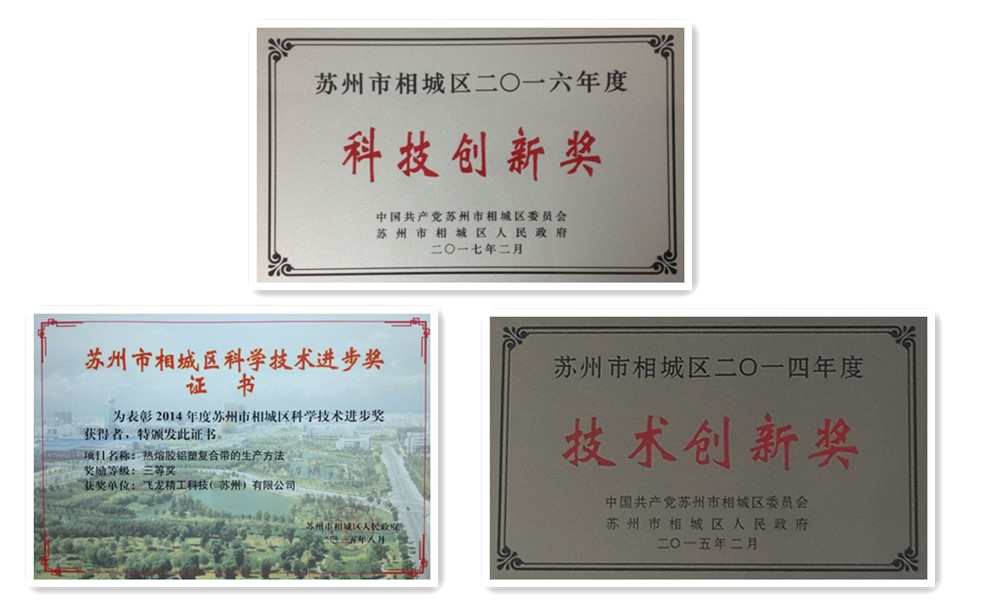 苏州市相城区二〇一六年度
科技创新奖
中国共产党苏州市相城区委员会
苏州市相城区人民政府
二〇一七年二月
苏州市相城区科学技术进步奖
证 书
为表彰 2014 年度苏州市相城区科学技术进步奖
获得者，特颁发此证书。
项目名称：热熔胶铝塑复合带的生产方法
奖励等级：三等奖
获奖单位：飞龙精工科技（苏州）有限公司
苏州市相城区人民政府
二〇一五年八月
苏州市相城区二〇一四年度
技术创新奖
中国共产党苏州市相城区委员会
苏州市相城区人民政府
二〇一五年二月